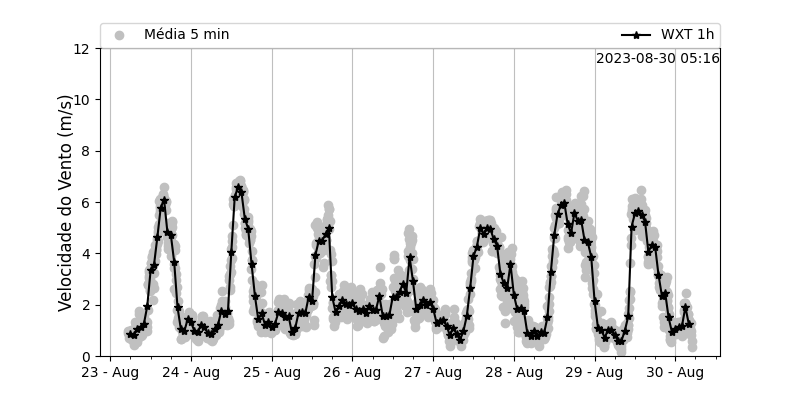 Média 5 min WXT 1h
2023-08-30 05:16
Velocidade do Vento (m/s)
12
10
8
6
4
2
0
23 - Aug 24 - Aug 25 - Aug 26 - Aug 27 - Aug 28 - Aug 29 - Aug 30 - Aug